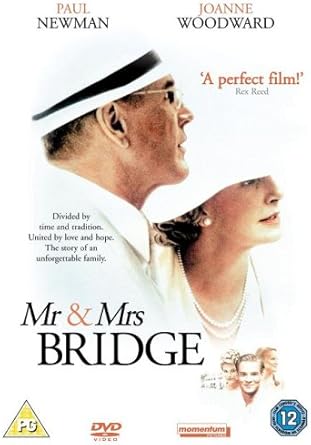 PAUL
NEWMAN
JOANNE
WOODWARD
'A perfect film!'
Rex Reed
Divided by
time and tradition.
United by love and hope.
The story of an
unforgettable family.
Mr & Mrs
BRIDGE
PG
DVD
VIDEO
momentum
12